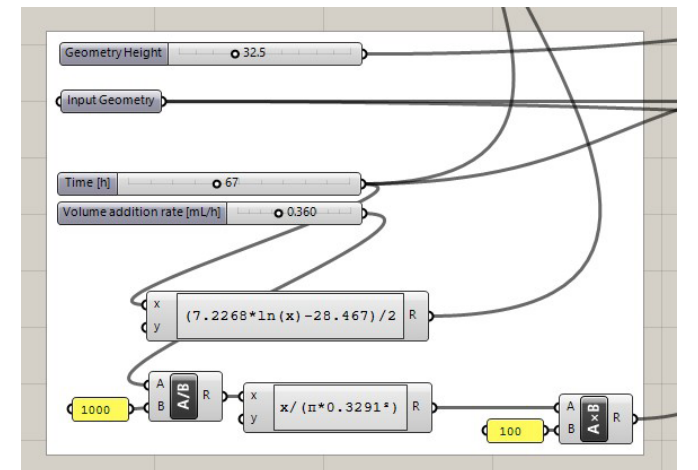 Geometry Height 32.5
Input Geometry
Time [h] 67
Volume addition rate [mL/h] 0.360
x
y
(7.2268*ln(x)-28.467)/2
R
A
B
A/B
R
1000
x
y
x/(π*0.3291²)
R
100
A
B
A×B
R